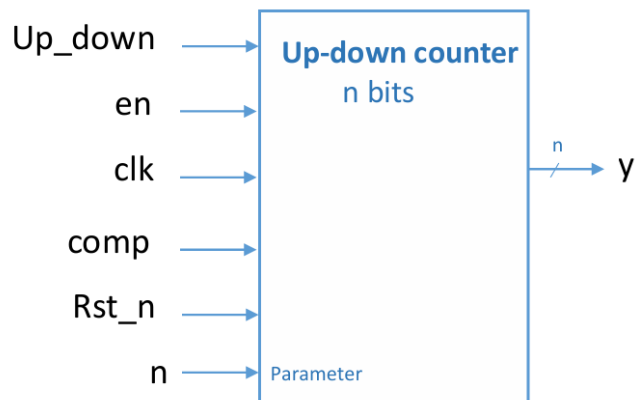 Up_down
en
clk
comp
Rst_n
n
Up-down counter
n bits
Parameter
n
y